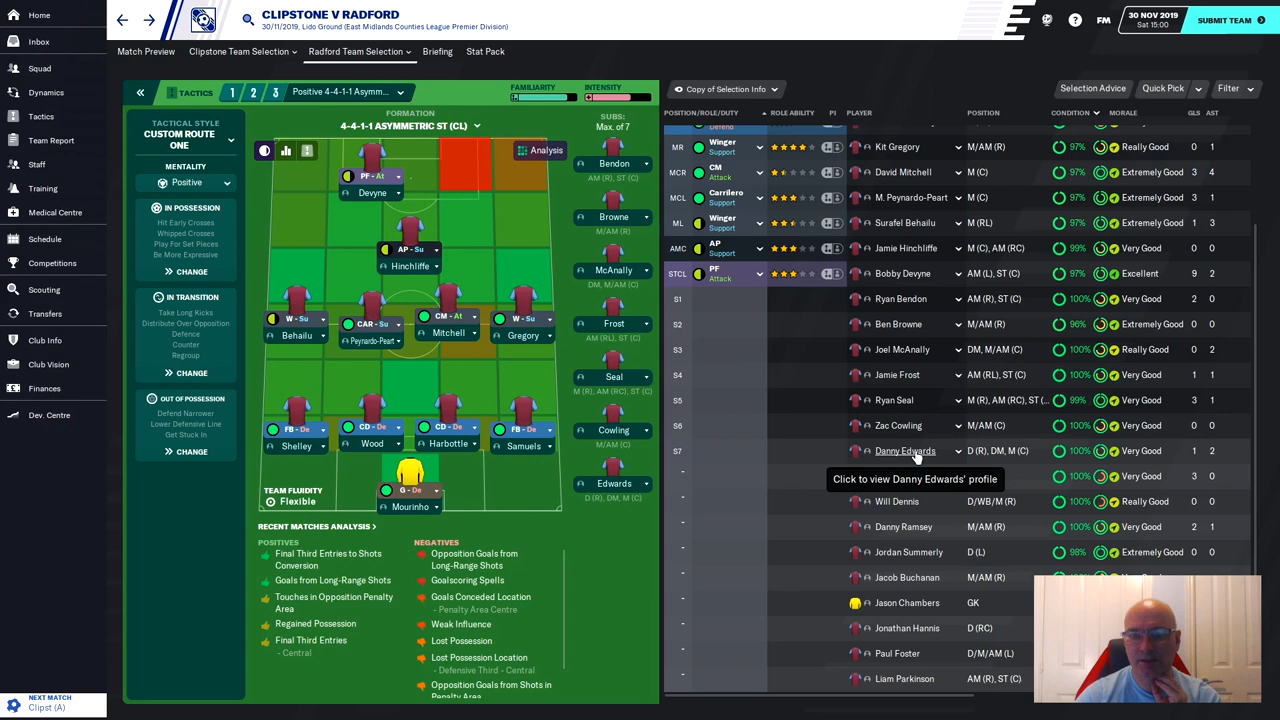 Home
Inbox
Squad
Dynamics
Tactics
Team Report
Staff
Training
Medical Centre
Schedule
Competitions
Scouting
Transfers
Club Info
Club Vision
Finances
Dev. Centre
NEXT MATCH
Clipst (A)
CLIPSTONE V RADFORD
30/11/2019, Lido Ground (East Midlands Counties League Premier Division)
FM
30 NOV 2019
Sat 15:00
SUBMIT TEAM
Match Preview
Clipstone Team Selection
Radford Team Selection
Briefing
Stat Pack
TACTICS
1 2 3
Positive 4-4-1-1 Asymm...
FAMILIARITY
INTENSITY
TACTICAL STYLE
CUSTOM ROUTE ONE
MENTALITY
Positive
IN POSSESSION
Hit Early Crosses
Whipped Crosses
Play For Set Pieces
Be More Expressive
CHANGE
IN TRANSITION
Take Long Kicks
Distribute Over Opposition
Defence
Counter
Regroup
CHANGE
OUT OF POSSESSION
Defend Narrower
Lower Defensive Line
Get Stuck In
CHANGE
FORMATION
4-4-1-1 ASYMMETRIC ST (CL)
Analysis
PF - At
Devyne
AP - Su
Hinchliffe
W - Su
Behailu
CAR - Su
Peynardo-Peart
CM - At
Mitchell
W - Su
Gregory
FB - De
Shelley
CD - De
Wood
CD - De
Harbottle
FB - De
Samuels
G - De
Mourinho
TEAM FLUIDITY
Flexible
SUBS:
Max. of 7
Bendon
AM (R), ST (C)
Browne
M/AM (R)
McAnally
DM, M/AM (C)
Frost
AM (RL), ST (C)
Seal
M (R), AM (RC), ST (C)
Cowling
M/AM (C)
Edwards
D (R), DM, M (C)
RECENT MATCHES ANALYSIS >
POSITIVES
Final Third Entries to Shots
Conversion
Goals from Long-Range Shots
Touches in Opposition Penalty
Area
Regained Possession
Final Third Entries
- Central
NEGATIVES
Opposition Goals from
Long-Range Shots
Goalscoring Spells
Goals Conceded Location
- Penalty Area Centre
Weak Influence
Lost Possession
Lost Possession Location
- Defensive Third - Central
Opposition Goals from Shots in
Penalty Area
Copy of Selection Info
Selection Advice
Quick Pick
Filter
POSITION/ROLE/DUTY ROLE ABILITY PI PLAYER POSITION CONDITION MORALE GLS AST
Defend
MR Winger Support Kit Gregory M/AM (R) 97% Really Good 0 1
MCR CM Attack David Mitchell M (C) 97% Extremely Good 3 4
MCL Carrilero Support M. Peynardo-Peart M (C) 97% Extremely Good 3 1
ML Winger Support M (RL) 97% Extremely Good 1 3
AMC AP Support Jamie Hinchliffe M (C), AM (RC) 99% Very Good 0 0
STCL PF Attack Bobby Devyne AM (L), ST (C) 97% Excellent 9 2
S1 Ryan Bendon AM (R), ST (C) 100% Very Good 2 0
S2 Ben Browne M/AM (R) 96% Very Good 0 0
S3 Joel McAnally DM, M/AM (C) 100% Really Good 0 2
S4 Jamie Frost AM (RL), ST (C) 100% Very Good 1 1
S5 Ryan Seal M (R), AM (RC), ST (... 99% Very Good 3 1
S6 Zac Cowling M/AM (C) 100% Very Good 0 0
S7 Danny Edwards D (R), DM, M (C) 100% Very Good 1 2
Click to view Danny Edwards' profile
- 100% Very Good 3 0
- Will Dennis D/WB/M (R) 100% Really Good 0 0
- Danny Ramsey M/AM (R) 100% Very Good 2 1
- Jordan Summerly D (L) 98% Extremely Good 0 0
- Jacob Buchanan M/AM (R)
- Jason Chambers GK
- Jonathan Hannis D (RC)
- Paul Foster D/M/AM (L)
- Liam Parkinson AM (R), ST (C)